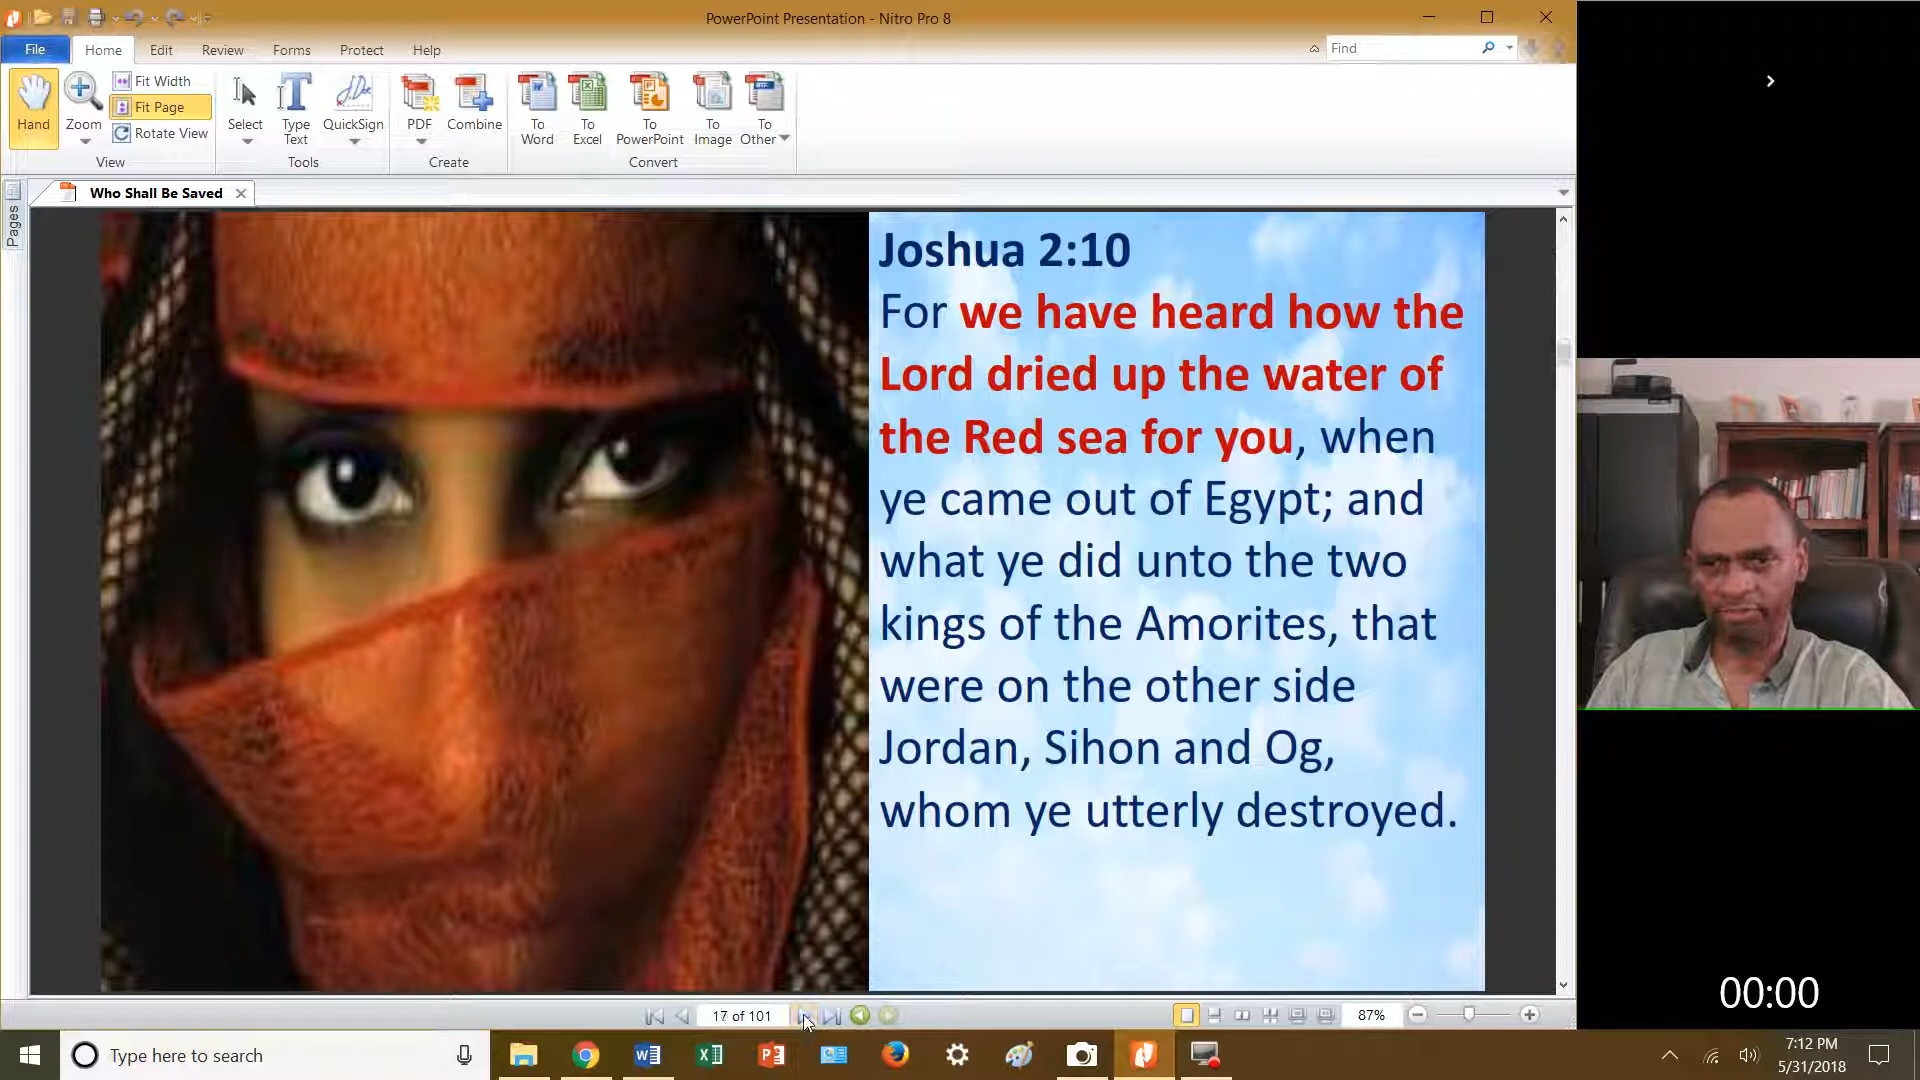 PowerPoint Presentation - Nitro Pro 8
File Home Edit Review Forms Protect Help
Find
Hand
Zoom
Fit Width
Fit Page
Rotate View
View
Select
Type
Text
QuickSign
Tools
PDF
Combine
Create
To
Word
To
Excel
To
PowerPoint
To
Image
To
Other
Convert
Pages
Who Shall Be Saved
Joshua 2:10
For we have heard how the
Lord dried up the water of
the Red sea for you, when
ye came out of Egypt; and
what ye did unto the two
kings of the Amorites, that
were on the other side
Jordan, Sihon and Og,
whom ye utterly destroyed.
00:00
17 of 101
87%
Type here to search
7:12 PM
5/31/2018